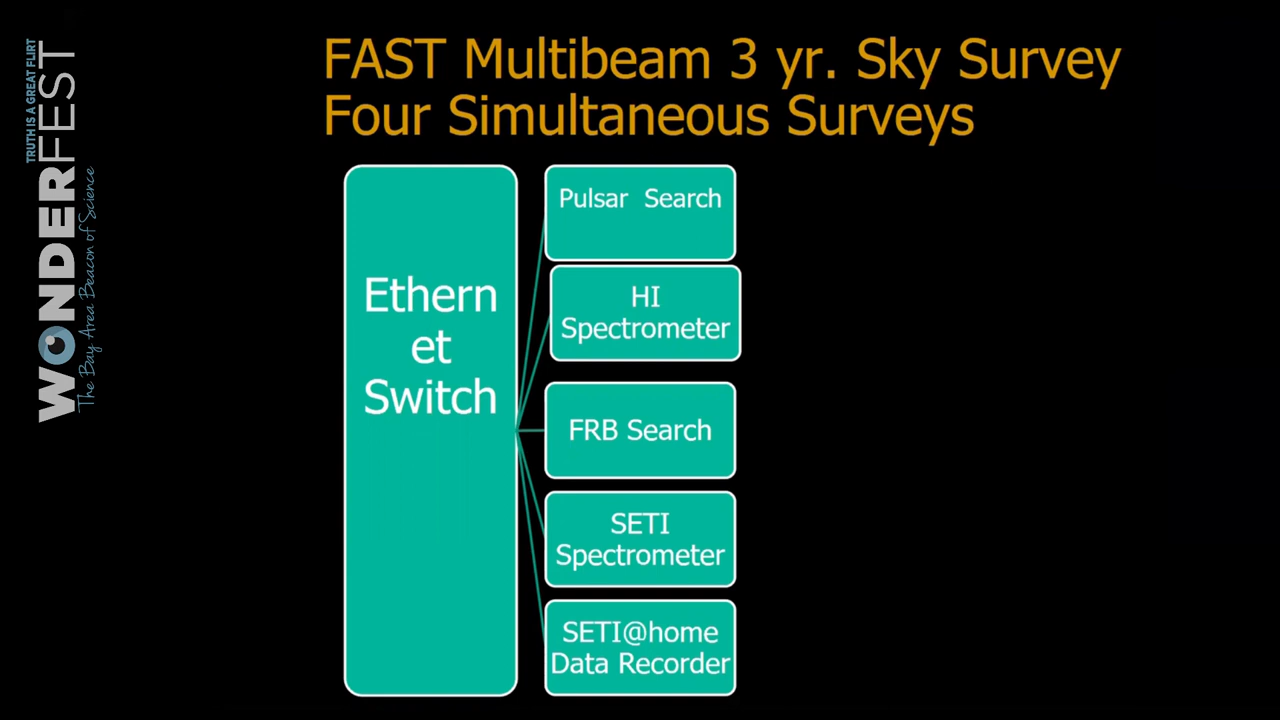 FAST Multibeam 3 yr. Sky Survey
Four Simultaneous Surveys
Ethern
et
Switch
Pulsar Search
HI
Spectrometer
FRB Search
SETI
Spectrometer
SETI@home
Data Recorder
TRUTH IS A GREAT FLIRT
WONDERFEST
The Bay Area Beacon of Science